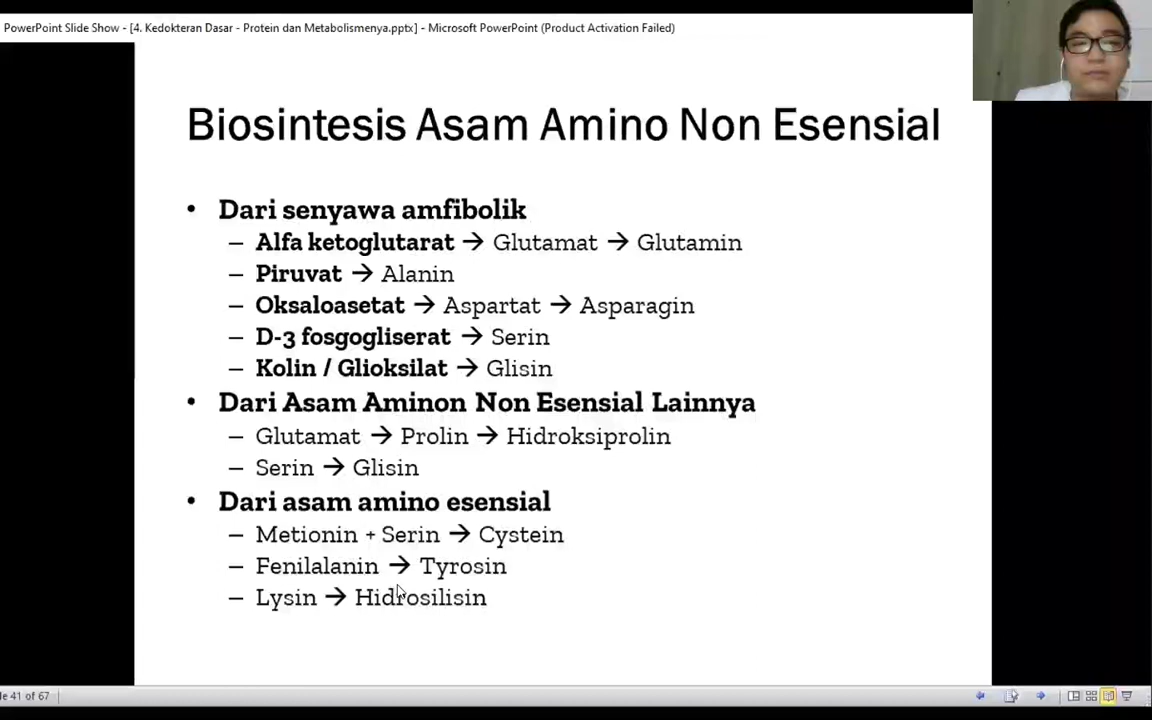 PowerPoint Slide Show - [4. Kedokteran Dasar - Protein dan Metabolismenya.pptx] - Microsoft PowerPoint (Product Activation Failed)
Biosintesis Asam Amino Non Esensial
• Dari senyawa amfibolik
– Alfa ketoglutarat → Glutamat → Glutamin
– Piruvat → Alanin
– Oksaloasetat → Aspartat → Asparagin
– D-3 fosgogliserat → Serin
– Kolin / Glioksilat → Glisin
• Dari Asam Aminon Non Esensial Lainnya
– Glutamat → Prolin → Hidroksiprolin
– Serin → Glisin
• Dari asam amino esensial
– Metionin + Serin → Cystein
– Fenilalanin → Tyrosin
– Lysin → Hidrosilisin
le 41 of 67